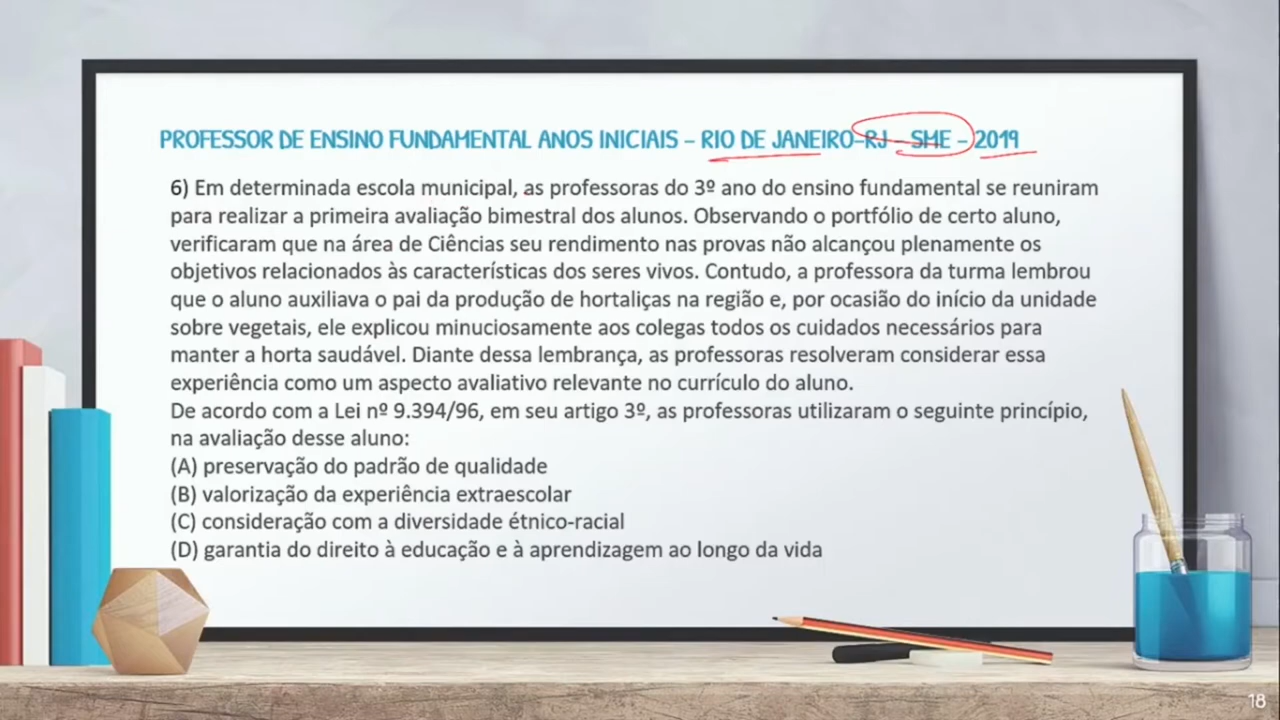 PROFESSOR DE ENSINO FUNDAMENTAL ANOS INICIAIS – RIO DE JANEIRO-RJ – SME – 2019
6) Em determinada escola municipal, as professoras do 3º ano do ensino fundamental se reuniram
para realizar a primeira avaliação bimestral dos alunos. Observando o portfólio de certo aluno,
verificaram que na área de Ciências seu rendimento nas provas não alcançou plenamente os
objetivos relacionados às características dos seres vivos. Contudo, a professora da turma lembrou
que o aluno auxiliava o pai da produção de hortaliças na região e, por ocasião do início da unidade
sobre vegetais, ele explicou minuciosamente aos colegas todos os cuidados necessários para
manter a horta saudável. Diante dessa lembrança, as professoras resolveram considerar essa
experiência como um aspecto avaliativo relevante no currículo do aluno.
De acordo com a Lei nº 9.394/96, em seu artigo 3º, as professoras utilizaram o seguinte princípio,
na avaliação desse aluno:
(A) preservação do padrão de qualidade
(B) valorização da experiência extraescolar
(C) consideração com a diversidade étnico-racial
(D) garantia do direito à educação e à aprendizagem ao longo da vida
18